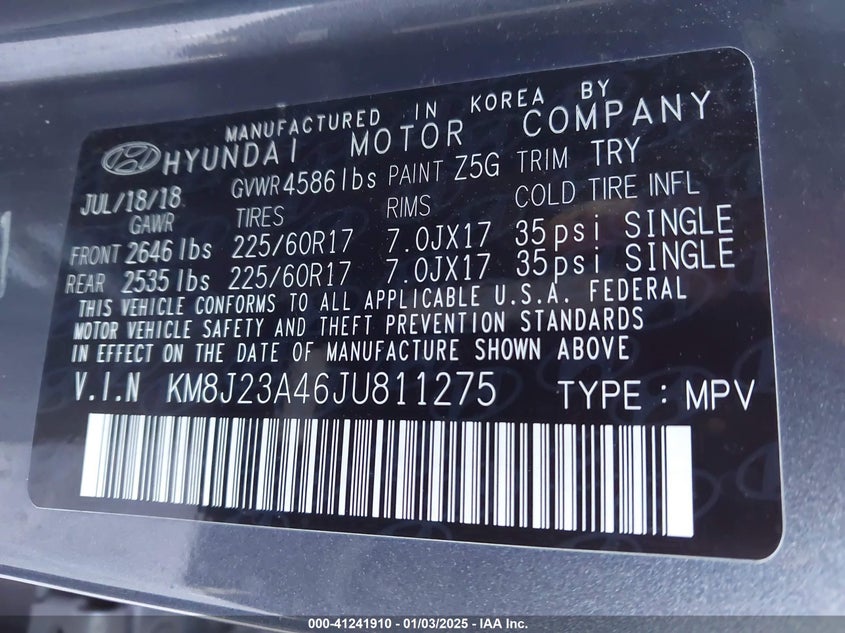 MANUFACTURED IN KOREA BY
HYUNDAI MOTOR COMPANY
JUL/18/18 GVWR 4586 lbs PAINT Z5G TRIM TRY
GAWR TIRES RIMS COLD TIRE INFL
FRONT 2646 lbs 225/60R17 7.0JX17 35psi SINGLE
REAR 2535 lbs 225/60R17 7.0JX17 35psi SINGLE
THIS VEHICLE CONFORMS TO ALL APPLICABLE U.S.A. FEDERAL
MOTOR VEHICLE SAFETY AND THEFT PREVENTION STANDARDS
IN EFFECT ON THE DATE OF MANUFACTURE SHOWN ABOVE
V.I.N KM8J23A46JU811275 TYPE : MPV
000-41241910 - 01/03/2025 - IAA Inc.